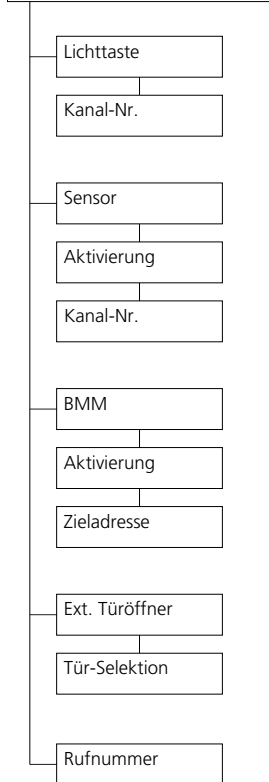 Lichttaste
Kanal-Nr.
Sensor
Aktivierung
Kanal-Nr.
BMM
Aktivierung
Zieladresse
Ext. Türöffner
Tür-Selektion
Rufnummer